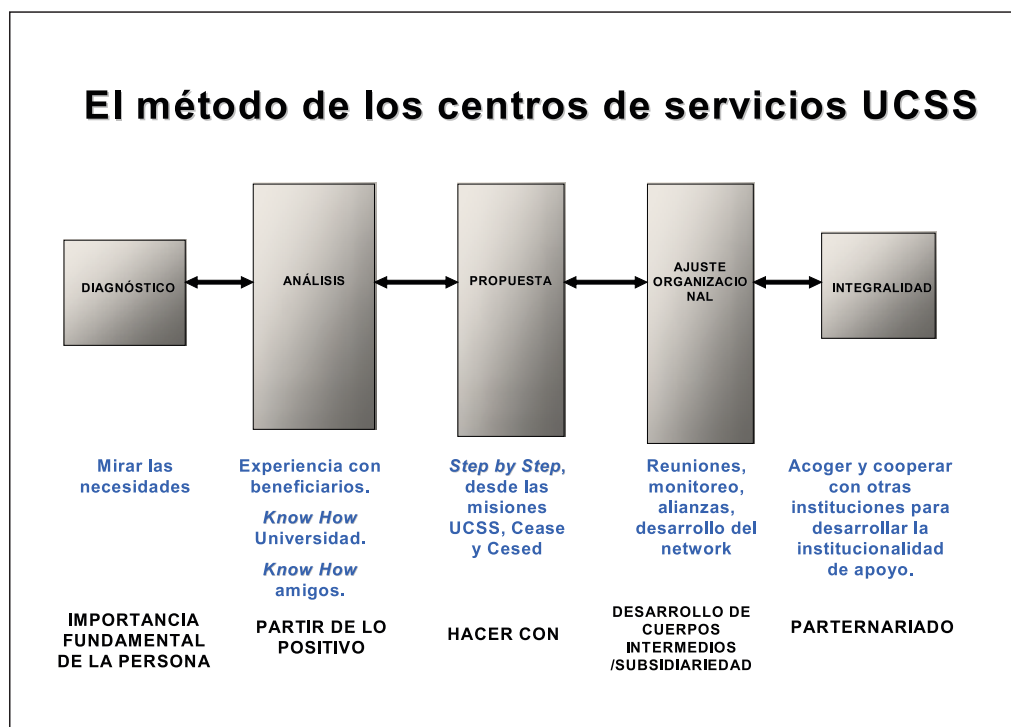 El método de los centros de servicios UCSS
DIAGNÓSTICO
ANÁLISIS
PROPUESTA
AJUSTE
ORGANIZACIO
NAL
INTEGRALIDAD
Mirar las
necesidades
Experiencia con
beneficiarios.
Know How
Universidad.
Know How
amigos.
Step by Step,
desde las
misiones
UCSS, Cease
y Cesed
Reuniones,
monitoreo,
alianzas,
desarrollo del
network
Acoger y cooperar
con otras
instituciones para
desarrollar la
institucionalidad
de apoyo.
IMPORTANCIA
FUNDAMENTAL
DE LA PERSONA
PARTIR DE LO
POSITIVO
HACER CON
DESARROLLO DE
CUERPOS
INTERMEDIOS
/SUBSIDIARIEDAD
PARTERNARIADO